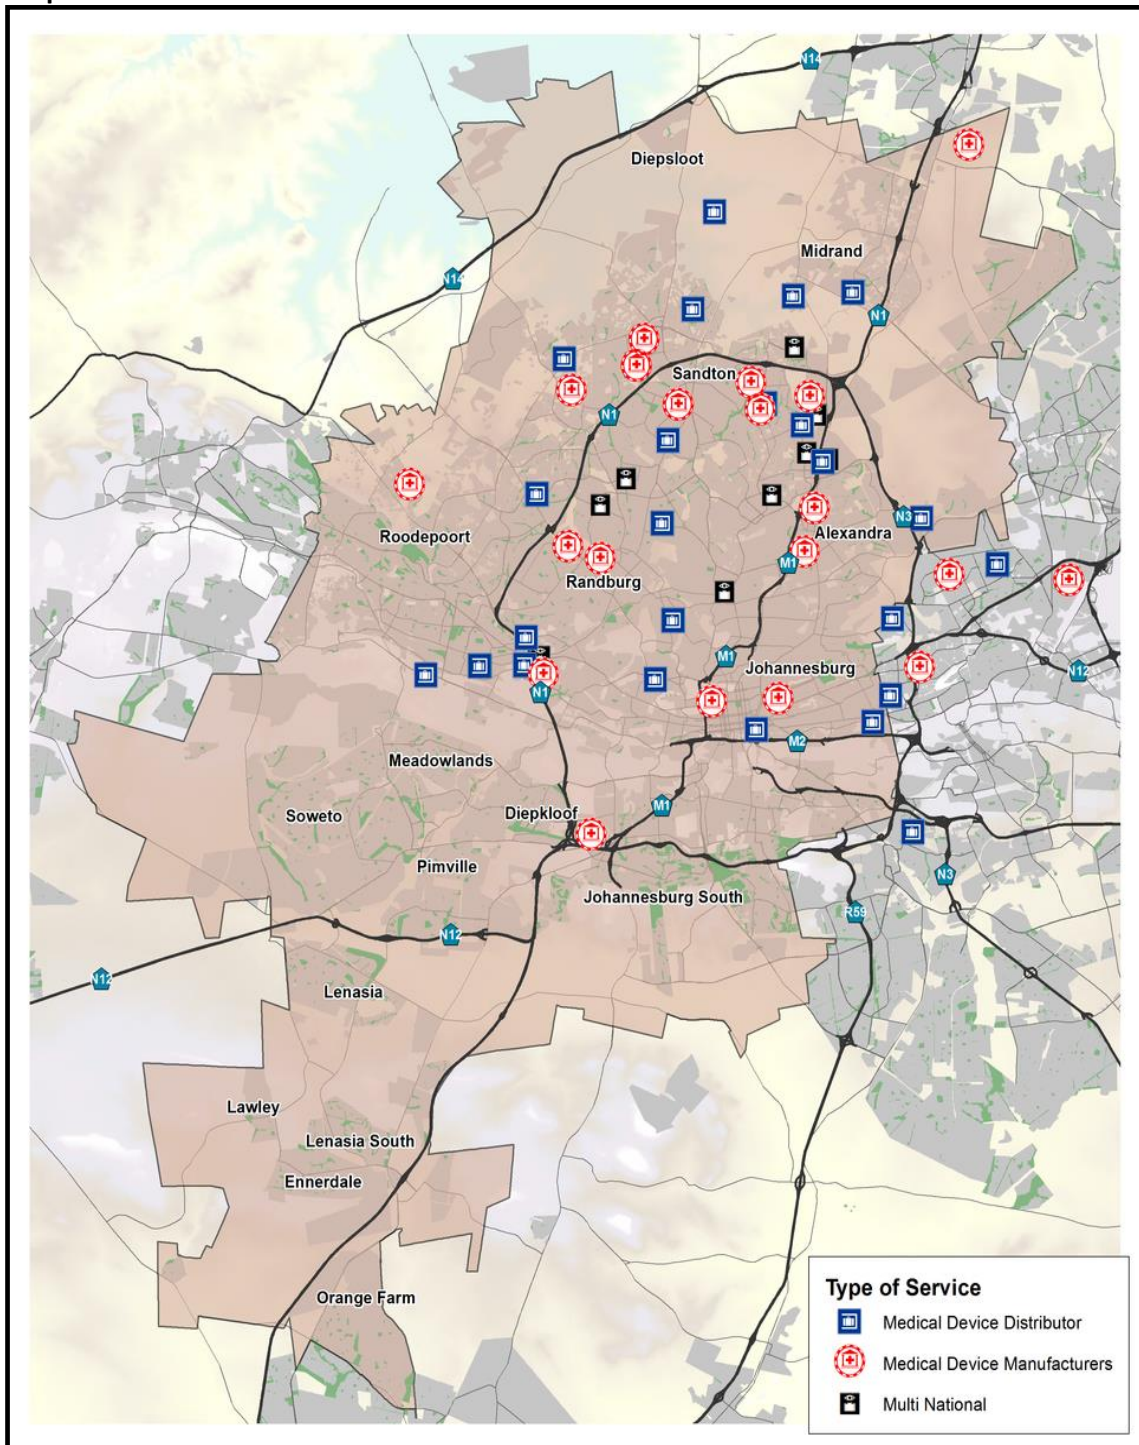 N14
Diepsloot
Midrand
N14
N1
Sandton
N1
Roodepoort
N3
Alexandra
M1
Randburg
M1
Johannesburg
N12
N1
M2
Meadowlands
Diepkloof
M1
Soweto
Pimville
N3
Johannesburg South
R59
N12
N12
Lenasia
Lawley
Lenasia South
Ennerdale
Orange Farm
Type of Service
Medical Device Distributor
Medical Device Manufacturers
Multi National